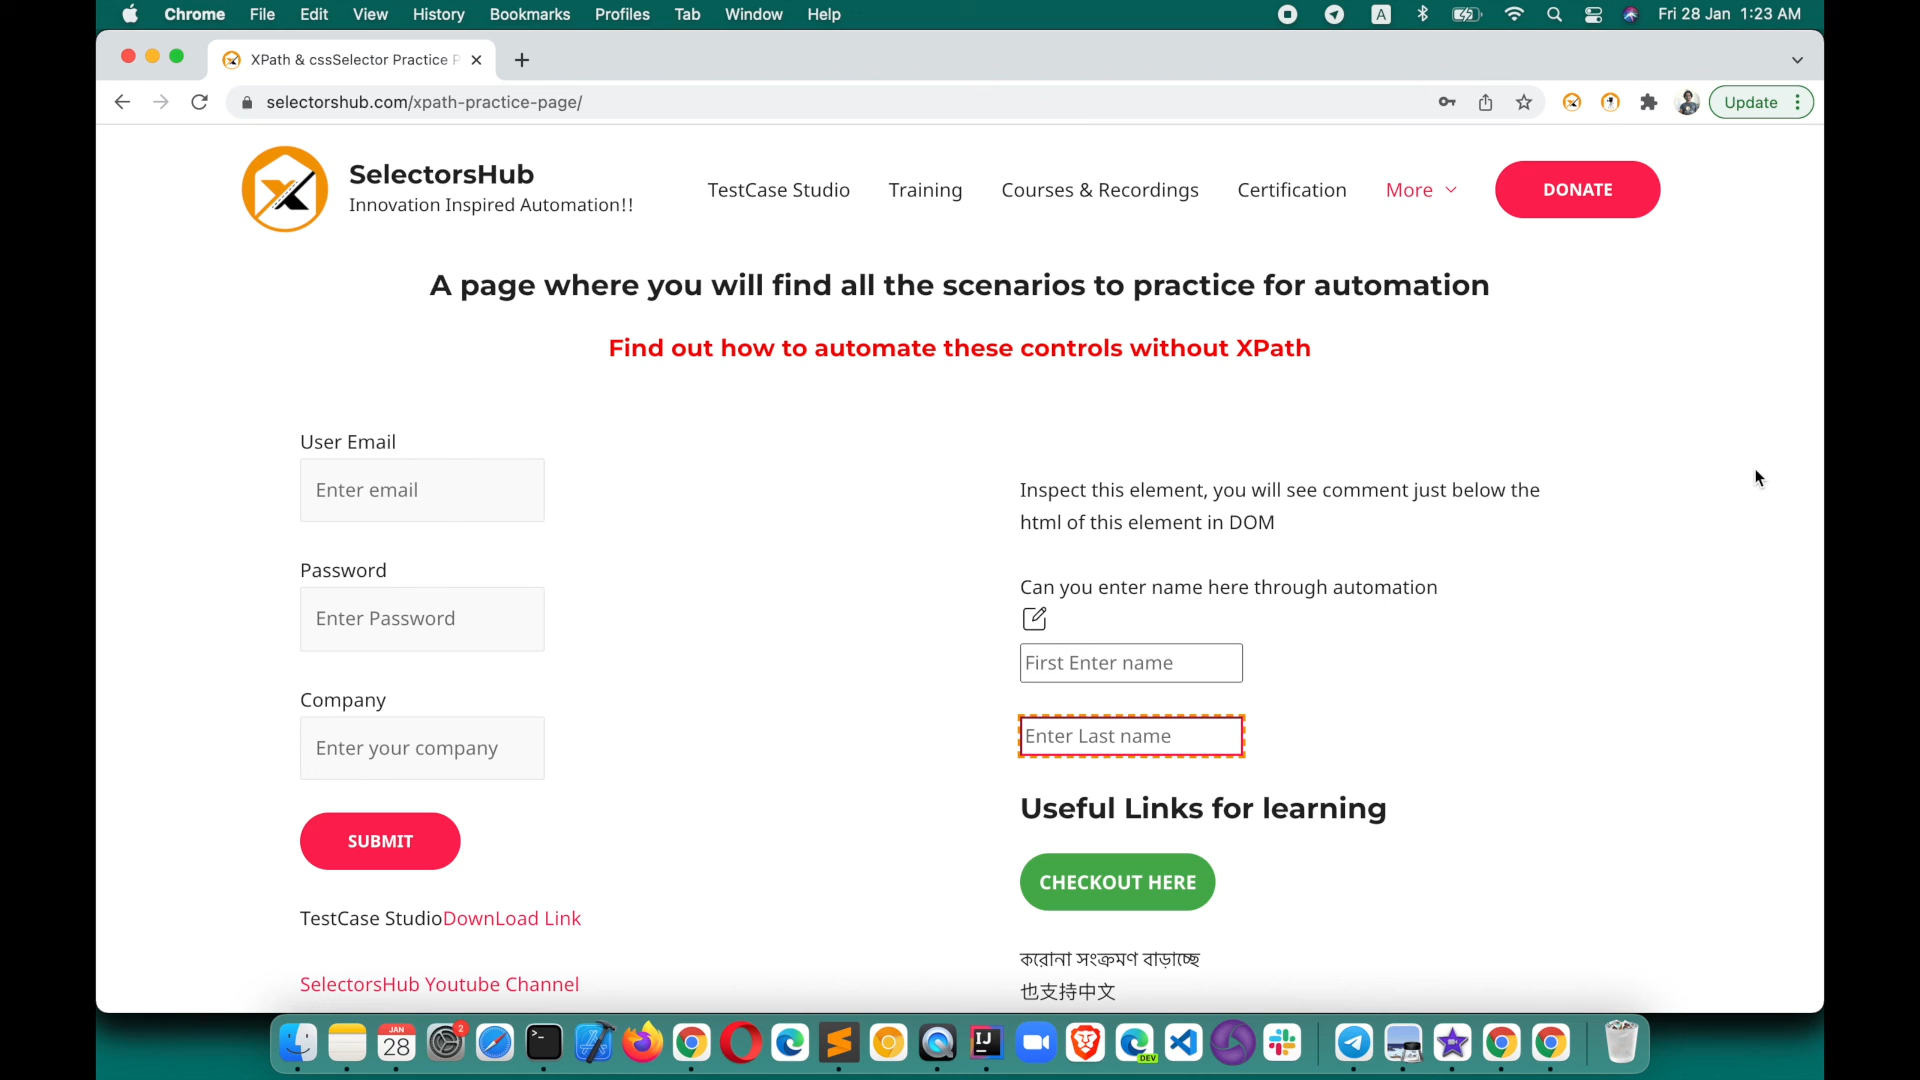 Chrome File Edit View History Bookmarks Profiles Tab Window Help
A
Fri 28 Jan 1:23 AM
XPath & cssSelector Practice P
selectorshub.com/xpath-practice-page/
Update
SelectorsHub
Innovation Inspired Automation!!
TestCase Studio Training Courses & Recordings Certification More DONATE
A page where you will find all the scenarios to practice for automation
Find out how to automate these controls without XPath
User Email
Enter email
Password
Enter Password
Company
Enter your company
SUBMIT
TestCase StudioDownLoad Link
SelectorsHub Youtube Channel
Inspect this element, you will see comment just below the
html of this element in DOM
Can you enter name here through automation
First Enter name
Enter Last name
Useful Links for learning
CHECKOUT HERE
করোনা সংক্রমণ বাড়াচ্ছে
也支持中文
JAN
28
2
IJ
DEV